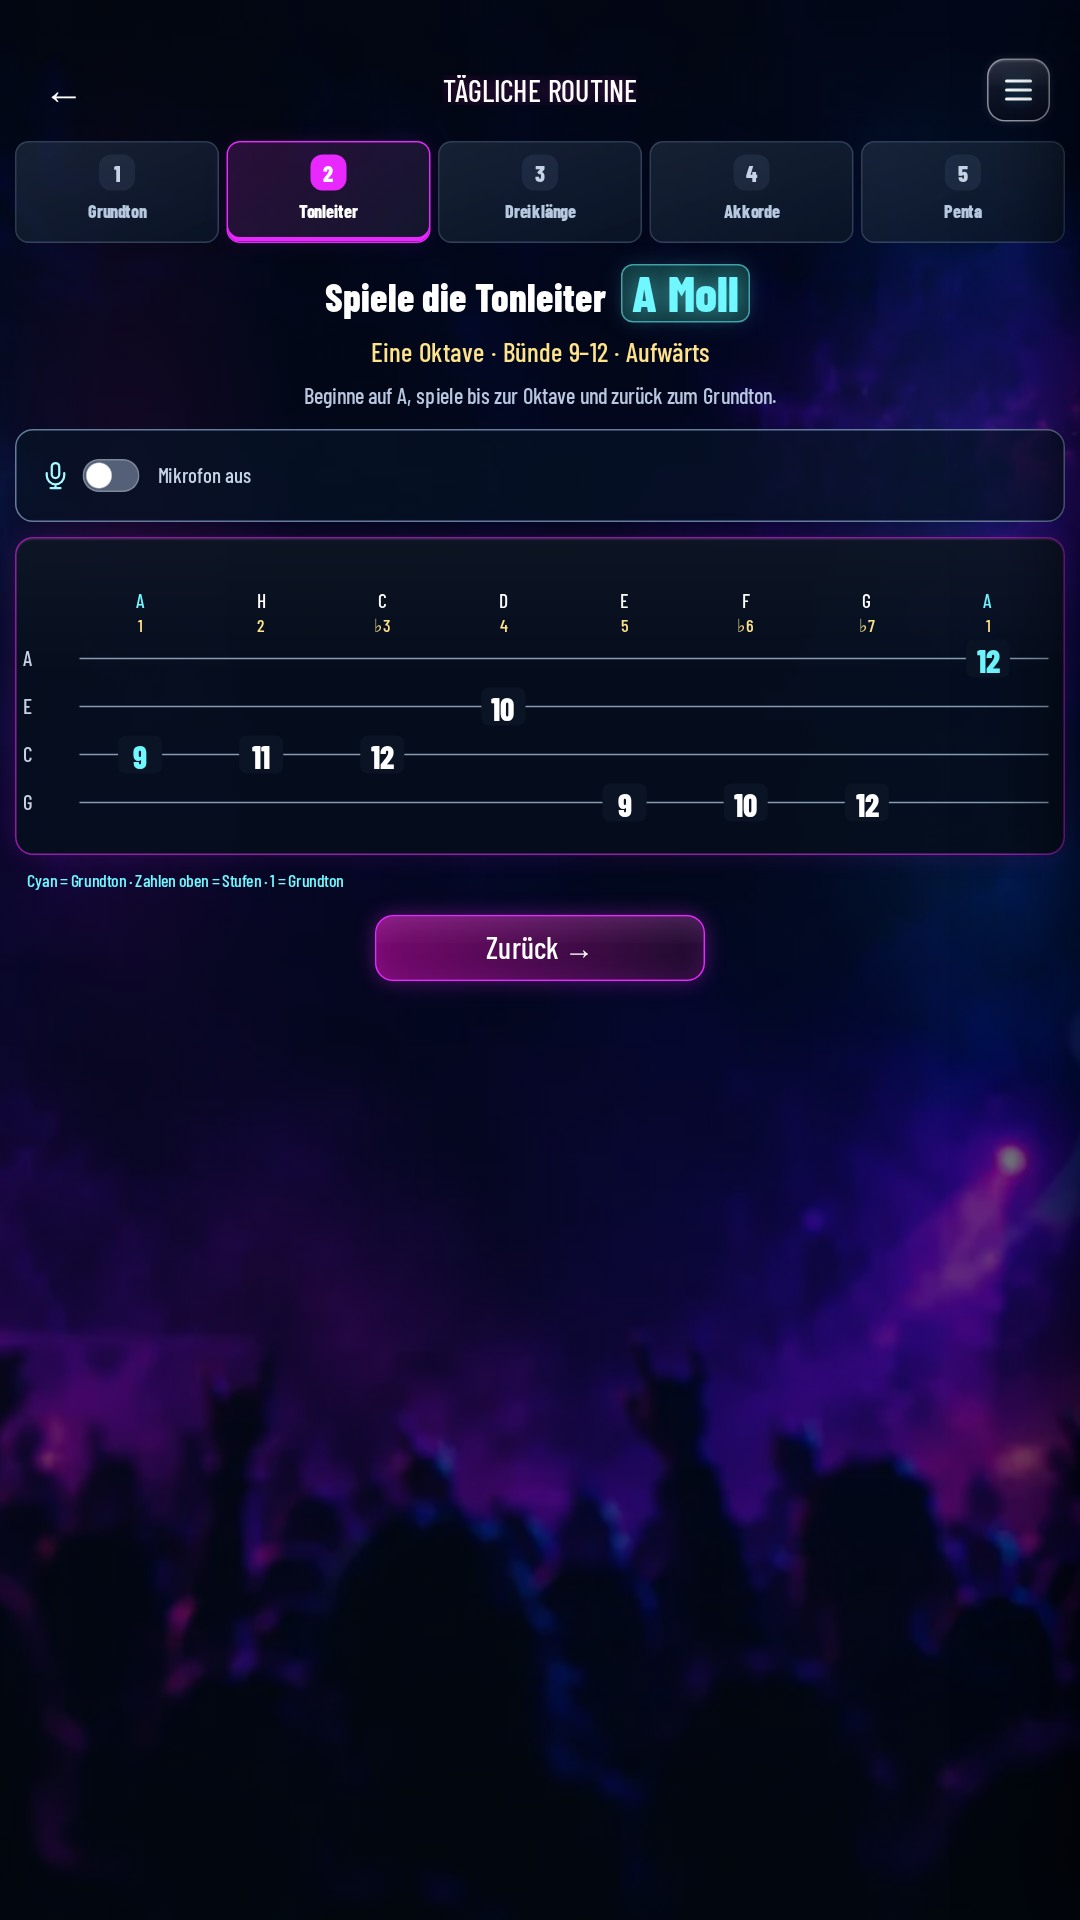 ←
TÄGLICHE ROUTINE
1
Grundton
2
Tonleiter
3
Dreiklänge
4
Akkorde
5
Penta
Spiele die Tonleiter A Moll
Eine Oktave · Bünde 9–12 · Aufwärts
Beginne auf A, spiele bis zur Oktave und zurück zum Grundton.
Mikrofon aus
A H C D E F G A
1 2 ♭3 4 5 ♭6 ♭7 1
A 12
E 10
C 9 11 12
G 9 10 12
Cyan = Grundton · Zahlen oben = Stufen · 1 = Grundton
Zurück →